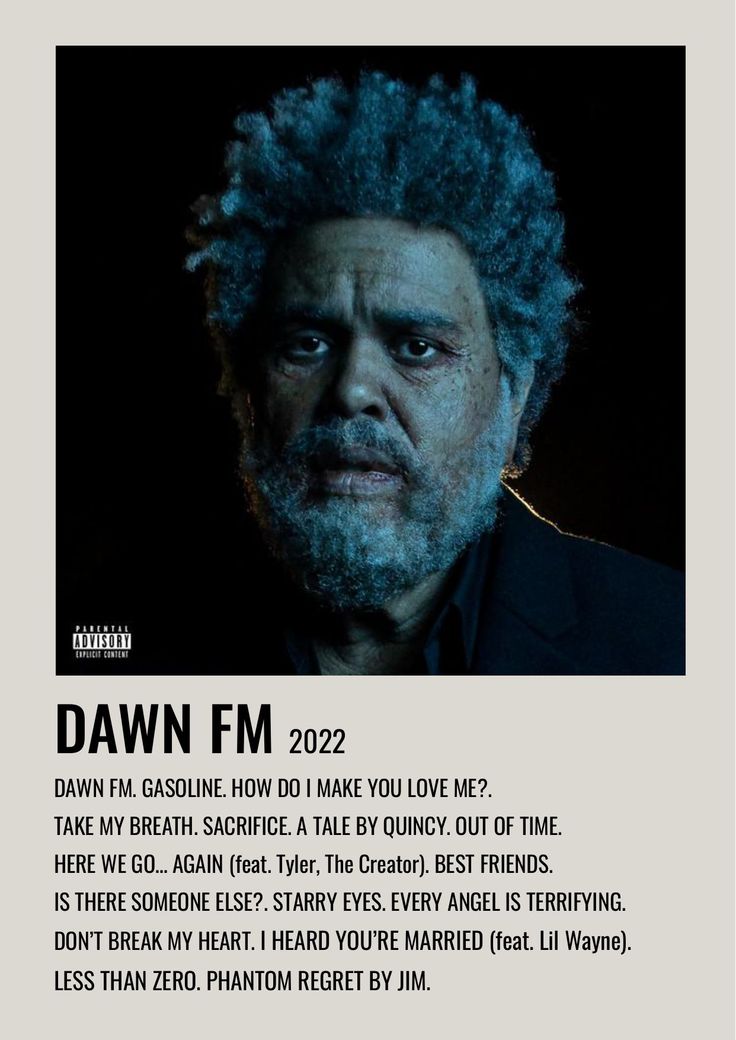 PARENTAL
ADVISORY
EXPLICIT CONTENT
DAWN FM 2022
DAWN FM. GASOLINE. HOW DO I MAKE YOU LOVE ME?.
TAKE MY BREATH. SACRIFICE. A TALE BY QUINCY. OUT OF TIME.
HERE WE GO... AGAIN (feat. Tyler, The Creator). BEST FRIENDS.
IS THERE SOMEONE ELSE?. STARRY EYES. EVERY ANGEL IS TERRIFYING.
DON'T BREAK MY HEART. I HEARD YOU'RE MARRIED (feat. Lil Wayne).
LESS THAN ZERO. PHANTOM REGRET BY JIM.